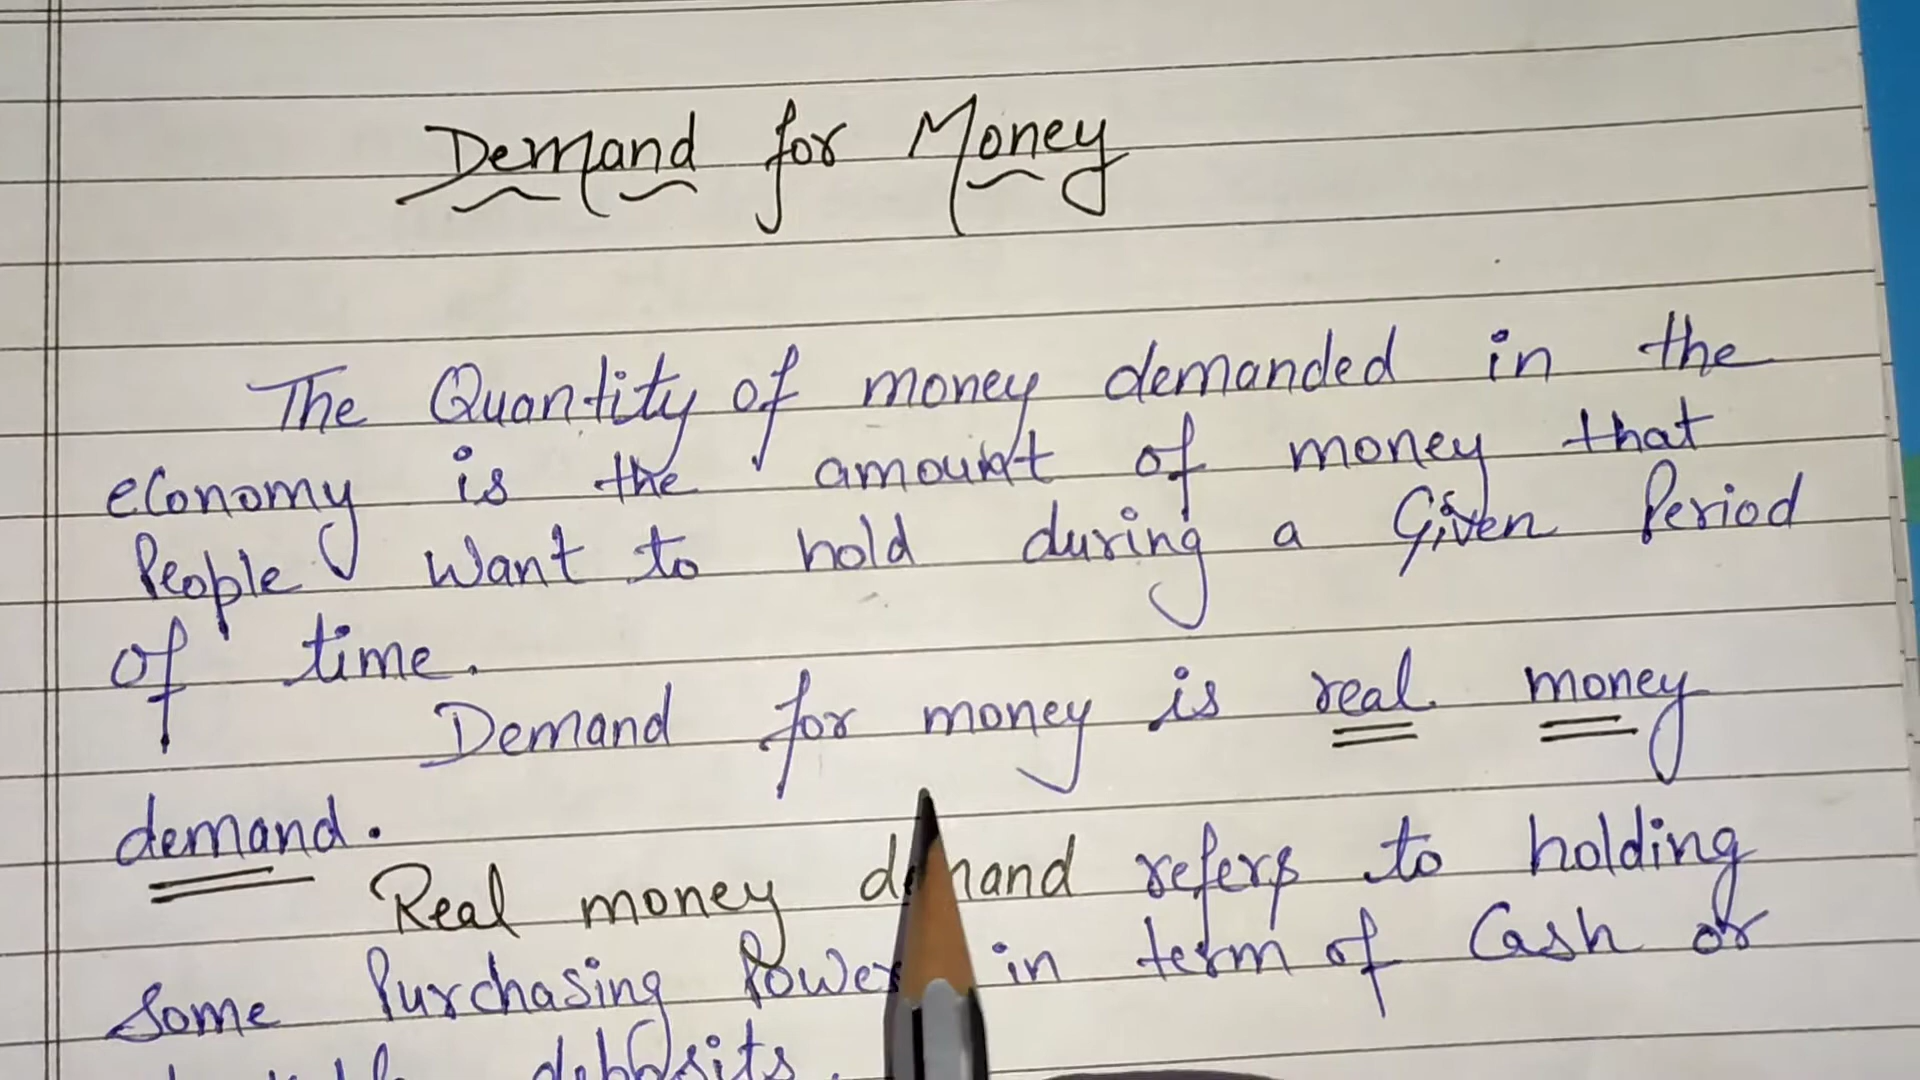 Demand for Money
The Quantity of money demanded in the
economy is the amount of money that
People want to hold during a Given Period
of time.
Demand for money is real money
demand.
Real money demand refers to holding
some Purchasing Power in term of Cash or
deposits.